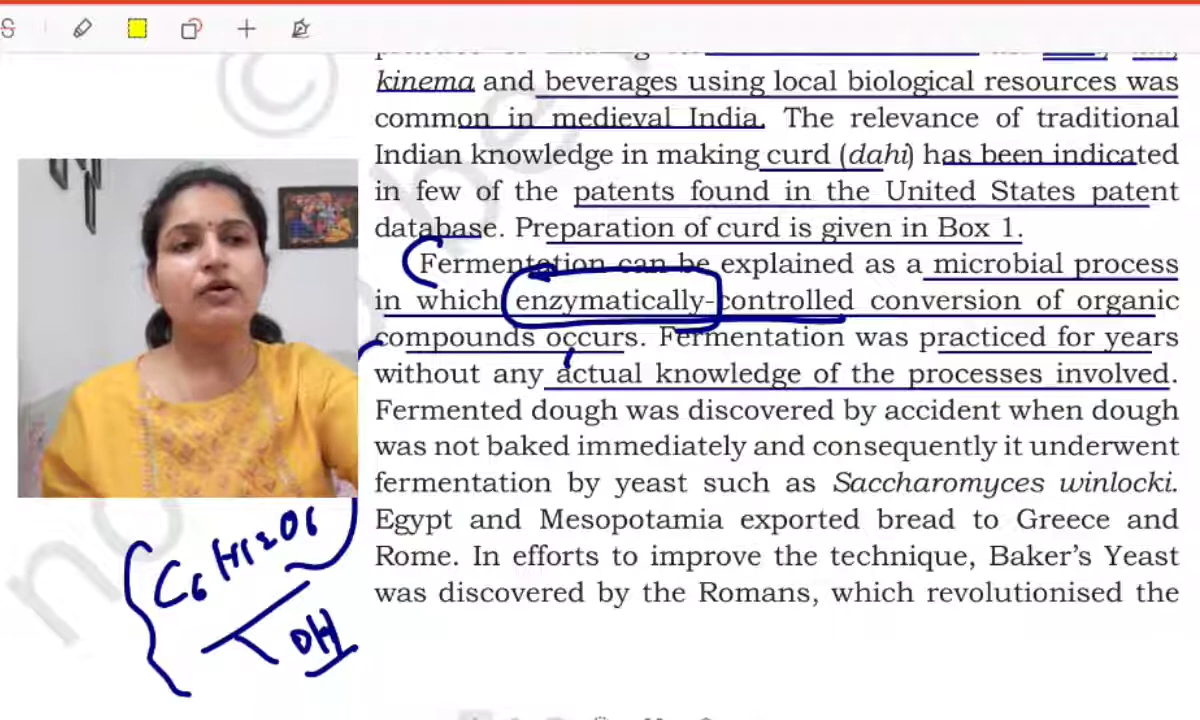 kinema and beverages using local biological resources was
common in medieval India. The relevance of traditional
Indian knowledge in making curd (dahi) has been indicated
in few of the patents found in the United States patent
database. Preparation of curd is given in Box 1.
Fermentation can be explained as a microbial process
in which enzymatically-controlled conversion of organic
compounds occurs. Fermentation was practiced for years
without any actual knowledge of the processes involved.
Fermented dough was discovered by accident when dough
was not baked immediately and consequently it underwent
fermentation by yeast such as Saccharomyces winlocki.
Egypt and Mesopotamia exported bread to Greece and
Rome. In efforts to improve the technique, Baker's Yeast
was discovered by the Romans, which revolutionised the
C6 H12O6
OH